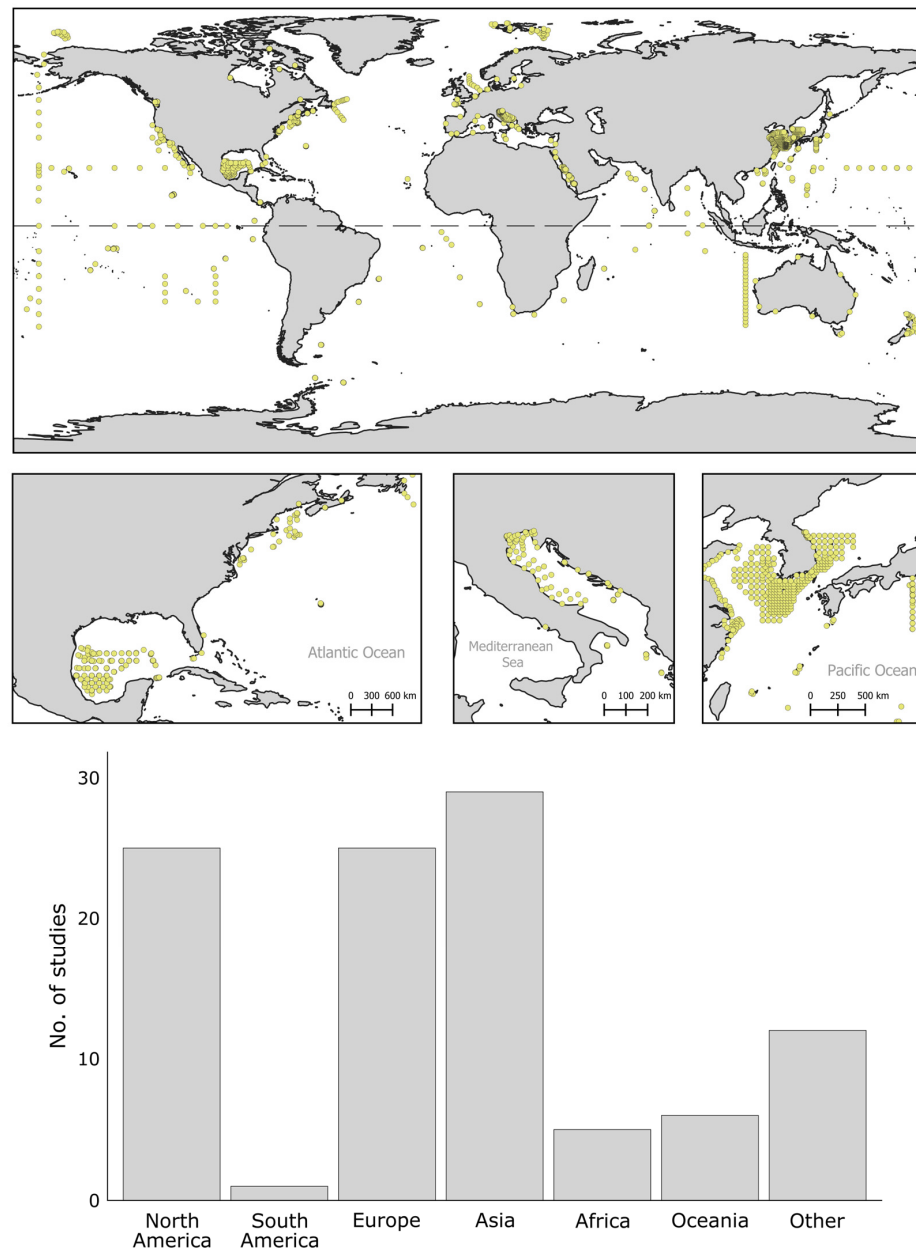 Atlantic Ocean
0 300 600 km
Mediterranean
Sea
0 100 200 km
Pacific Ocean
0 250 500 km
No. of studies
30
20
10
0
North
America
South
America
Europe
Asia
Africa
Oceania
Other